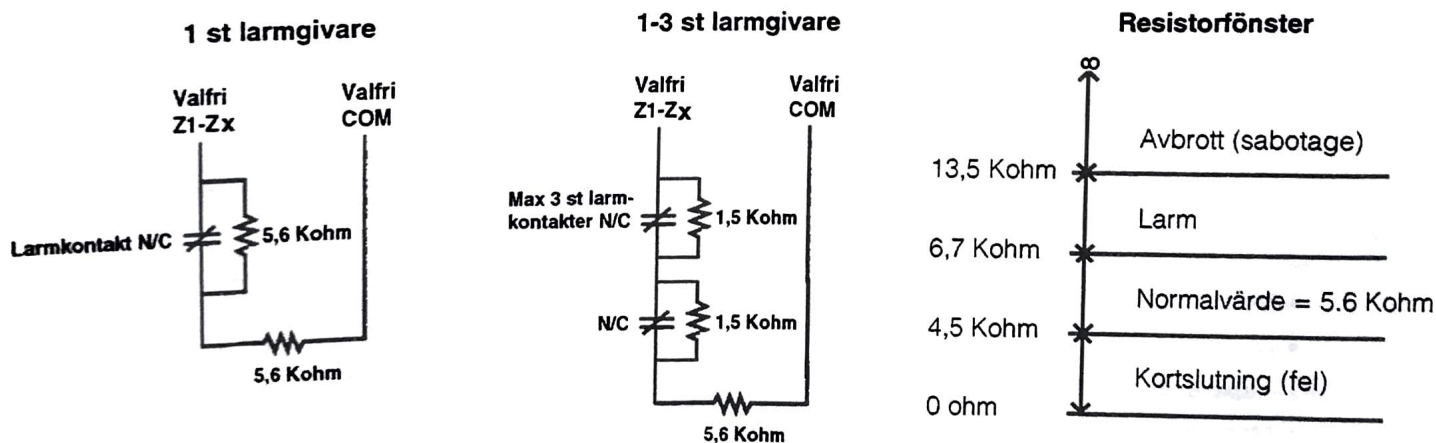 1 st larmgivare
Valfri
Z1-Zx
Valfri
COM
Larmkontakt N/C
5,6 Kohm
5,6 Kohm
1-3 st larmgivare
Valfri
Z1-Zx
Valfri
COM
Max 3 st larm-
kontakter N/C
1,5 Kohm
N/C
1,5 Kohm
5,6 Kohm
Resistorfönster
∞
Avbrott (sabotage)
13,5 Kohm
Larm
6,7 Kohm
Normalvärde = 5.6 Kohm
4,5 Kohm
Kortslutning (fel)
0 ohm